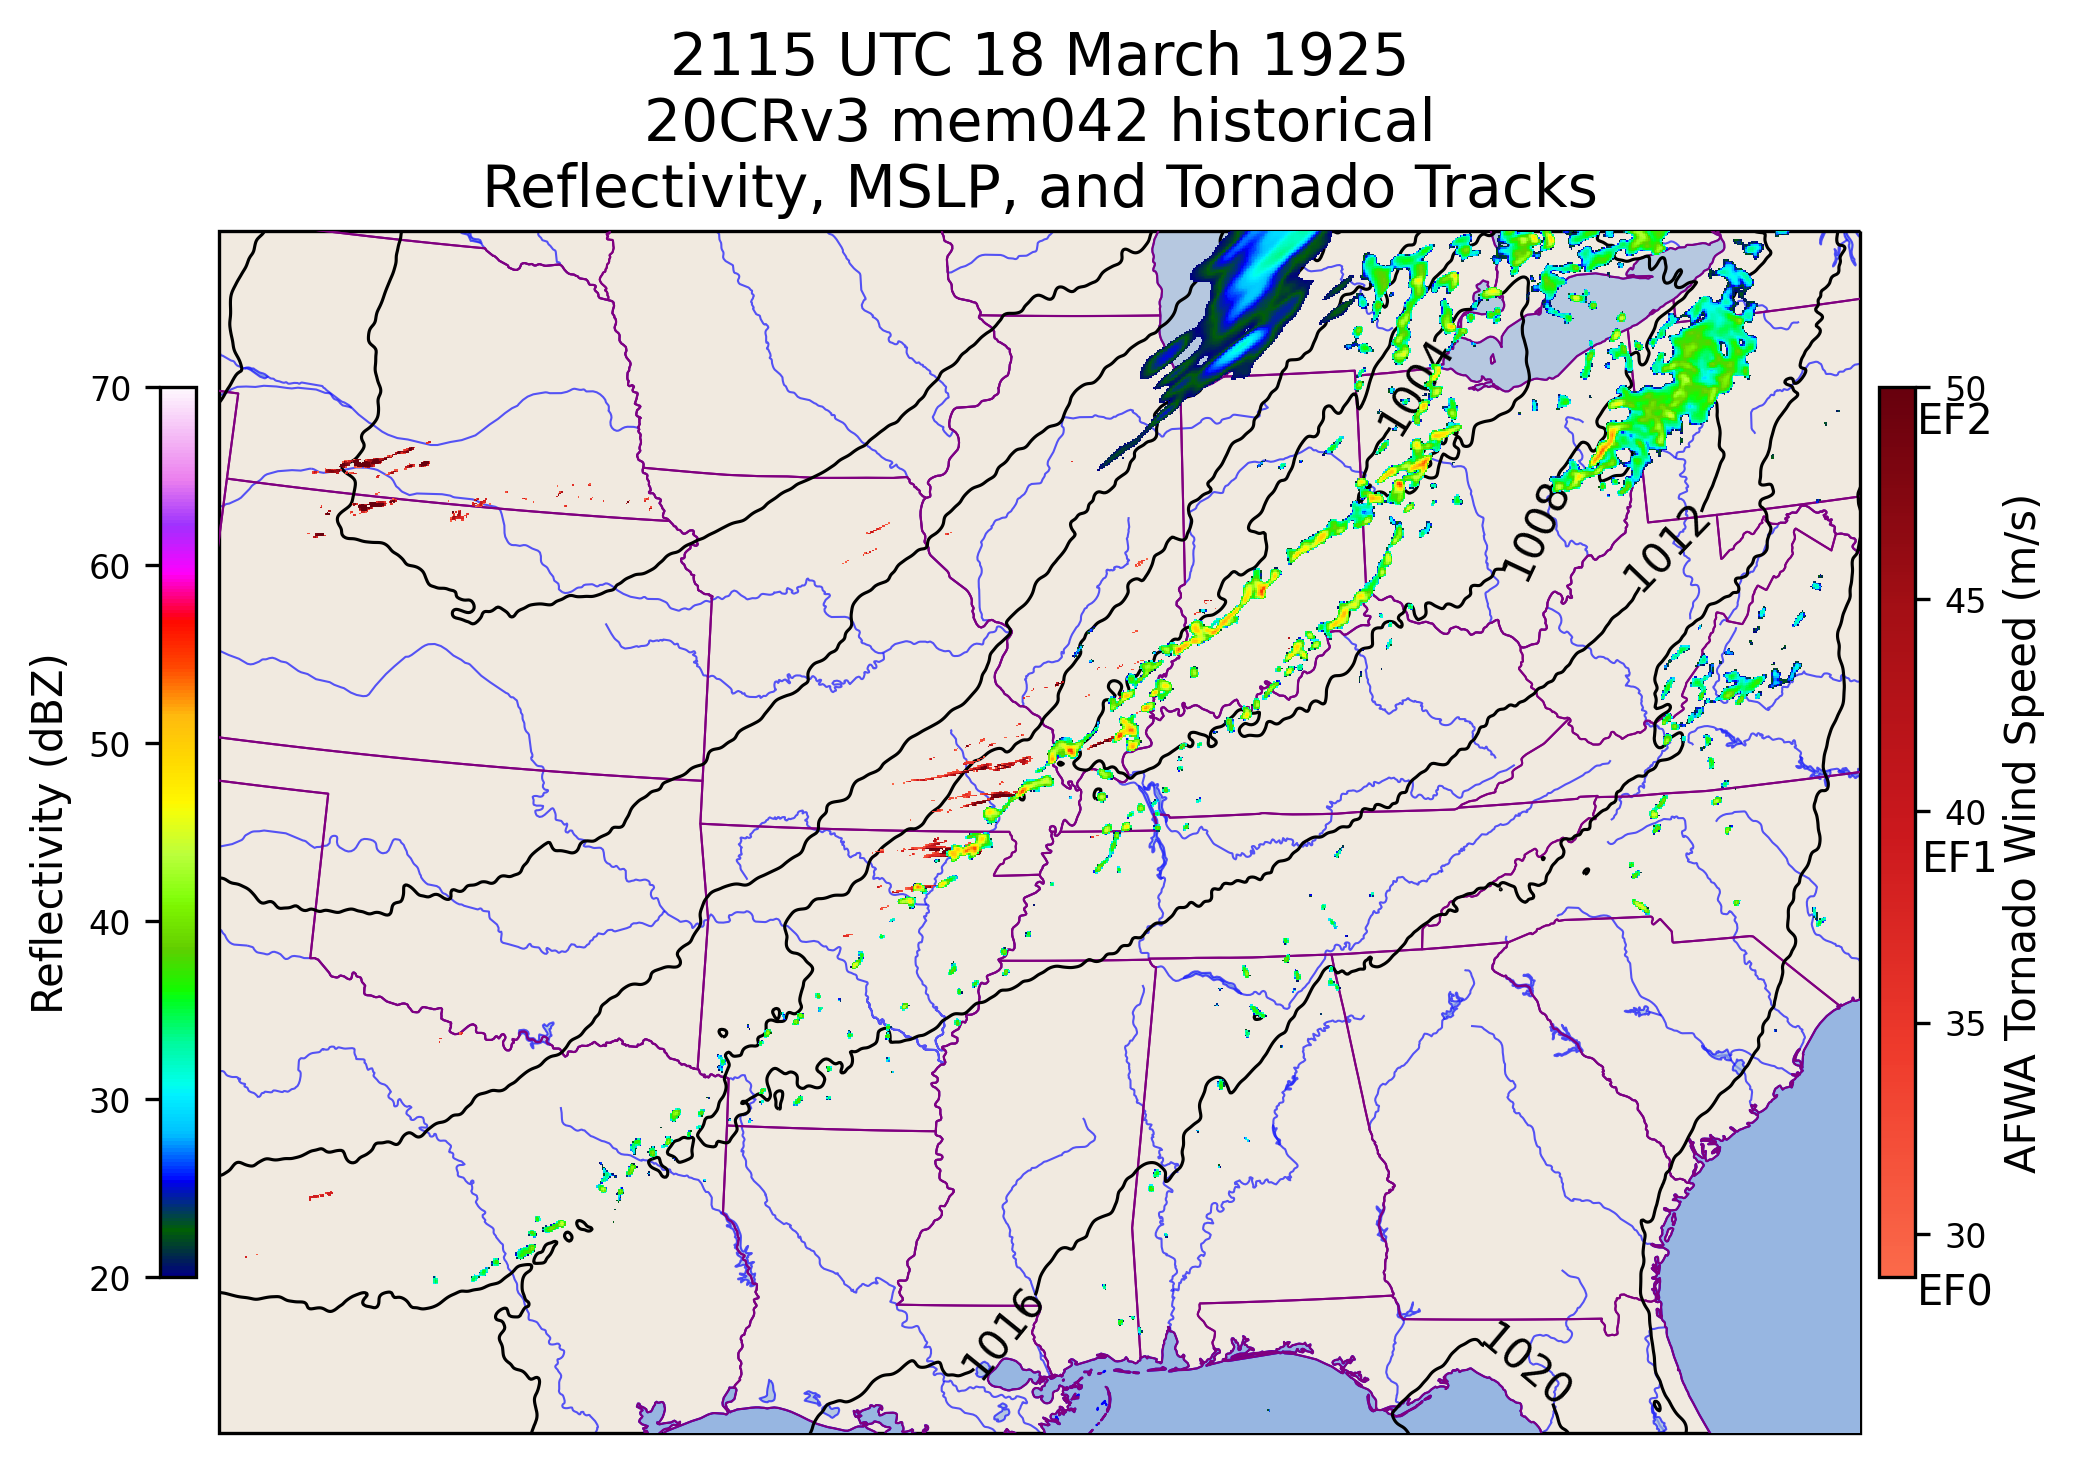 2115 UTC 18 March 1925
20CRv3 mem042 historical
Reflectivity, MSLP, and Tornado Tracks
70
60
50
40
30
20
Reflectivity (dBZ)
1004
1008
1012
1016
1020
50
EF2
45
40
EF1
35
30
EF0
AFWA Tornado Wind Speed (m/s)